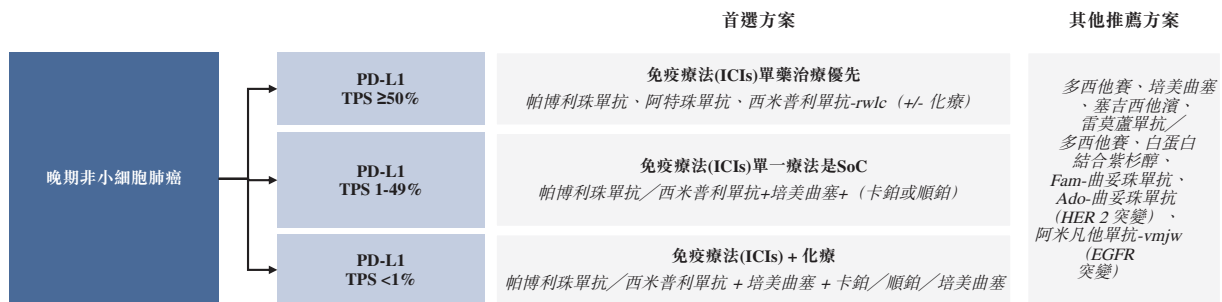 首選方案
其他推薦方案
晚期非小細胞肺癌
PD-L1
TPS ≥50%
免疫療法(ICIs)單藥治療優先
帕博利珠單抗、阿特珠單抗、西米普利單抗-rwlc（+/- 化療）
PD-L1
TPS 1-49%
免疫療法(ICIs)單一療法是SoC
帕博利珠單抗／西米普利單抗+培美曲塞+（卡鉑或順鉑）
PD-L1
TPS <1%
免疫療法(ICIs) + 化療
帕博利珠單抗／西米普利單抗 + 培美曲塞 + 卡鉑／順鉑／培美曲塞
多西他賽、培美曲塞
、塞吉西他濱、
雷莫蘆單抗／
多西他賽、白蛋白
結合紫杉醇、
Fam-曲妥珠單抗、
Ado-曲妥珠單抗
（HER 2 突變）、
阿米凡他單抗-vmjw
（EGFR
突變）